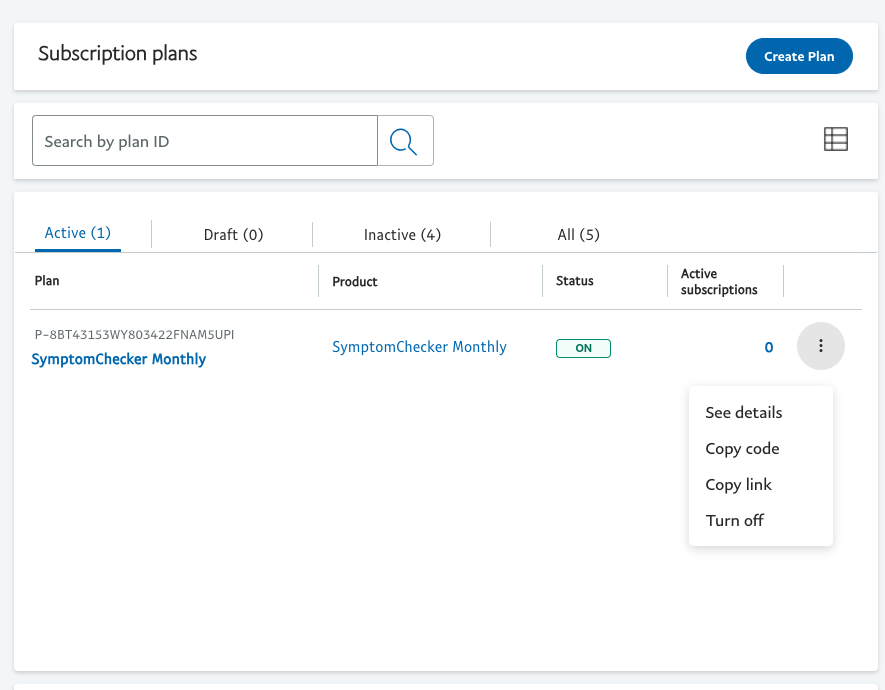 Subscription plans
Create Plan
Search by plan ID
Active (1)
Draft (0)
Inactive (4)
All (5)
Plan
Product
Status
Active
subscriptions
P-8BT43153WY803422FNAM5UPI
SymptomChecker Monthly
SymptomChecker Monthly
ON
0
See details
Copy code
Copy link
Turn off